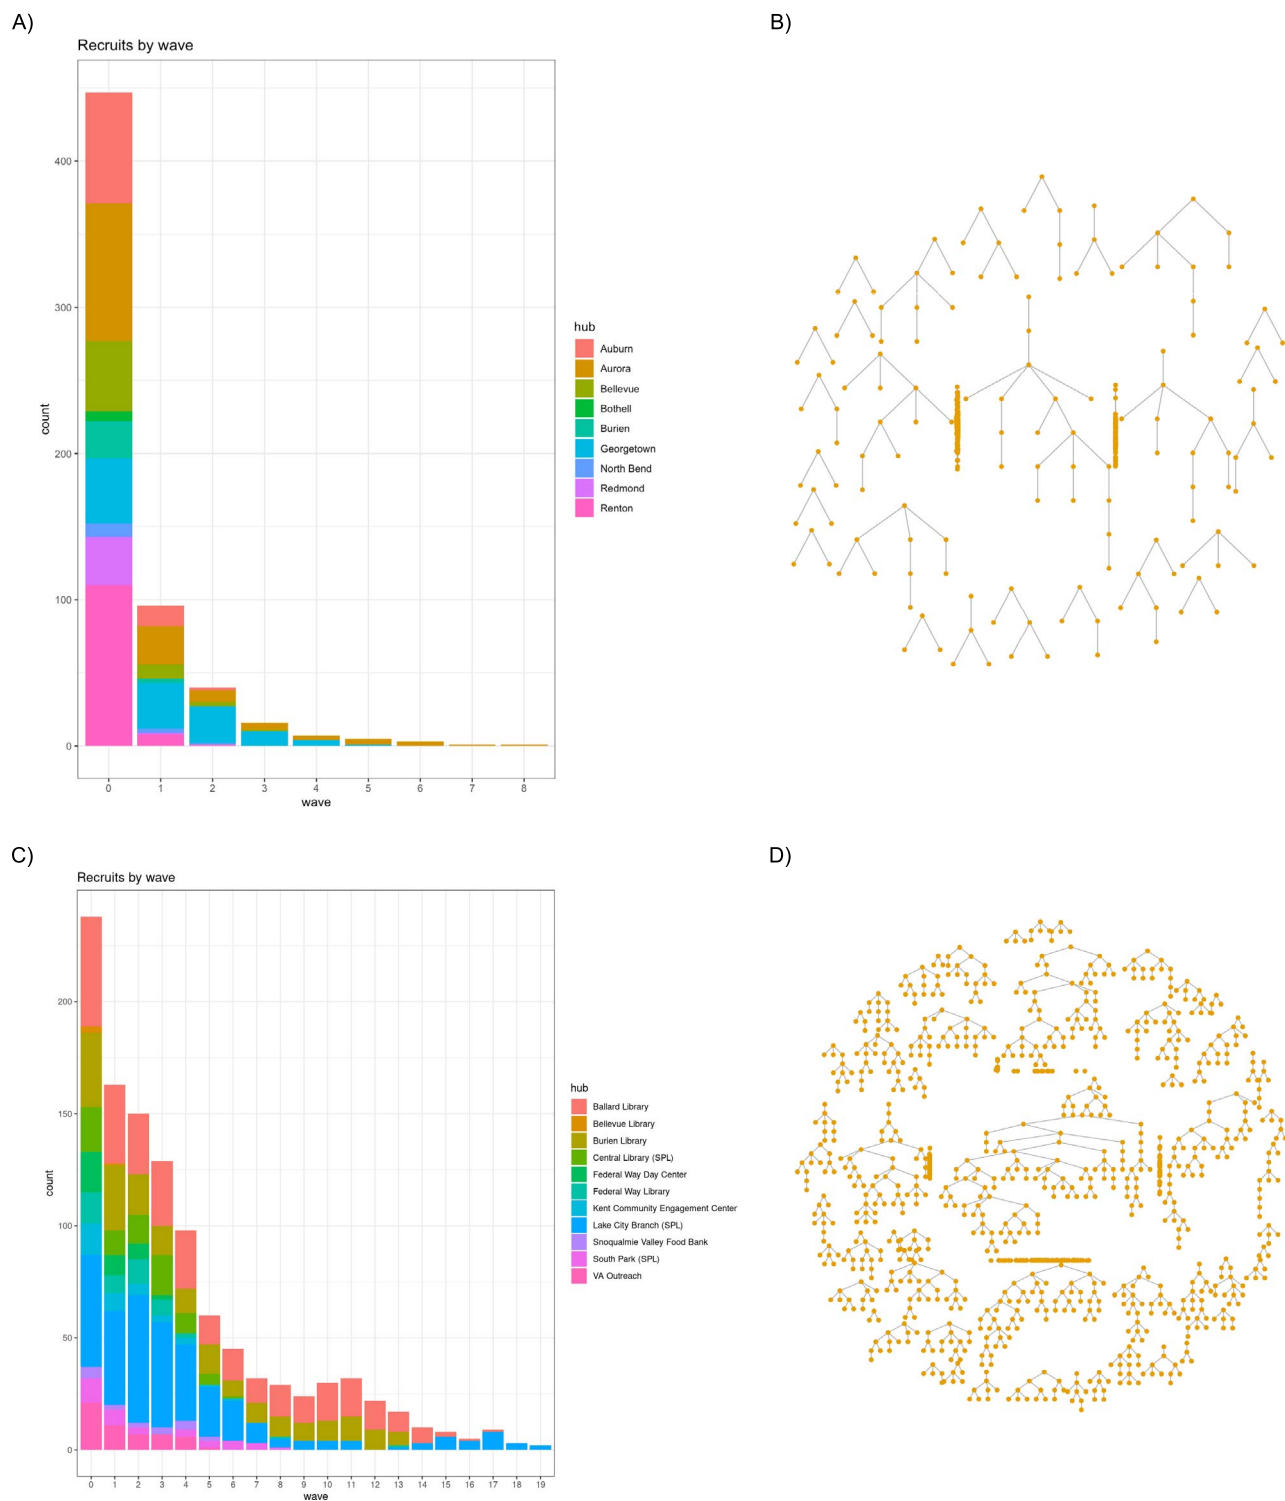 A)
B)
Recruits by wave
400
300
200
100
0
count
0 1 2 3 4 5 6 7 8
wave
hub
Auburn
Aurora
Bellevue
Bothell
Burien
Georgetown
North Bend
Redmond
Renton
C)
D)
Recruits by wave
200
150
100
50
0
count
0 1 2 3 4 5 6 7 8 9 10 11 12 13 14 15 16 17 18 19
wave
hub
Ballard Library
Bellevue Library
Burien Library
Central Library (SPL)
Federal Way Day Center
Federal Way Library
Kent Community Engagement Center
Lake City Branch (SPL)
Snoqualmie Valley Food Bank
South Park (SPL)
VA Outreach